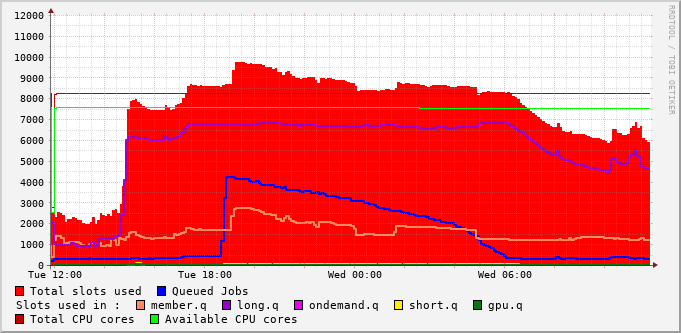 12000
11000
10000
9000
8000
7000
6000
5000
4000
3000
2000
1000
0
Tue 12:00 Tue 18:00 Wed 00:00 Wed 06:00
Total slots used Queued Jobs
Slots used in : member.q long.q ondemand.q short.q gpu.q
Total CPU cores Available CPU cores
RRDTOOL / TOBI OETIKER